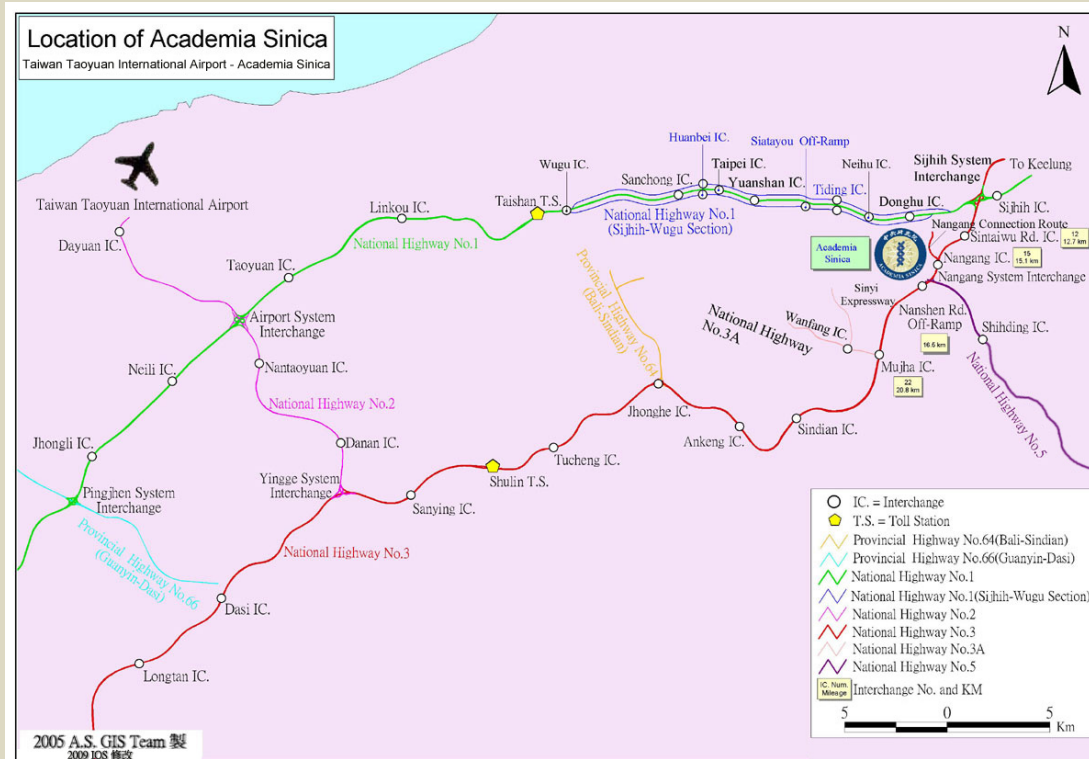 Location of Academia Sinica
Taiwan Taoyuan International Airport - Academia Sinica
N
Huanbei IC.
Siatayou Off-Ramp
Wugu IC.
Taipei IC.
Neihu IC.
Sijhih System
Interchange
To Keelung
Sanchong IC.
Yuanshan IC.
Tiding IC.
Donghu IC.
Sijhih IC.
Taiwan Taoyuan International Airport
Linkou IC.
Taishan T.S.
National Highway No.1
(Sijhih-Wugu Section)
Nangang Connection Route
Sintaiwu Rd. IC.
12
12.7 km
Dayuan IC.
National Highway No.1
Academia
Sinica
ACADEMIA SINICA
Nangang IC.
15
15.1 km
Taoyuan IC.
Provincial Highway No.64
(Bali-Sindian)
Nangang System Interchange
Sinyi
Expressway
Airport System
Interchange
National Highway
No.3A
Wanfang IC.
Nanshen Rd.
Off-Ramp
16.6 km
Shihding IC.
Neili IC.
Nantaoyuan IC.
Mujha IC.
22
20.8 km
National Highway No.2
Jhonghe IC.
National Highway No.5
Jhongli IC.
Danan IC.
Ankeng IC.
Sindian IC.
Tucheng IC.
Yingge System
Interchange
Shulin T.S.
Pingjhen System
Interchange
Sanying IC.
Provincial Highway No.66
(Guanyin-Dasi)
National Highway No.3
Dasi IC.
Longtan IC.
IC. = Interchange
T.S. = Toll Station
Provincial Highway No.64(Bali-Sindian)
Provincial Highway No.66(Guanyin-Dasi)
National Highway No.1
National Highway No.1(Sijhih-Wugu Section)
National Highway No.2
National Highway No.3
National Highway No.3A
National Highway No.5
IC. Num.
Mileage
Interchange No. and KM
5 0 5
Km
2005 A.S. GIS Team 製
2009 IOS 修改